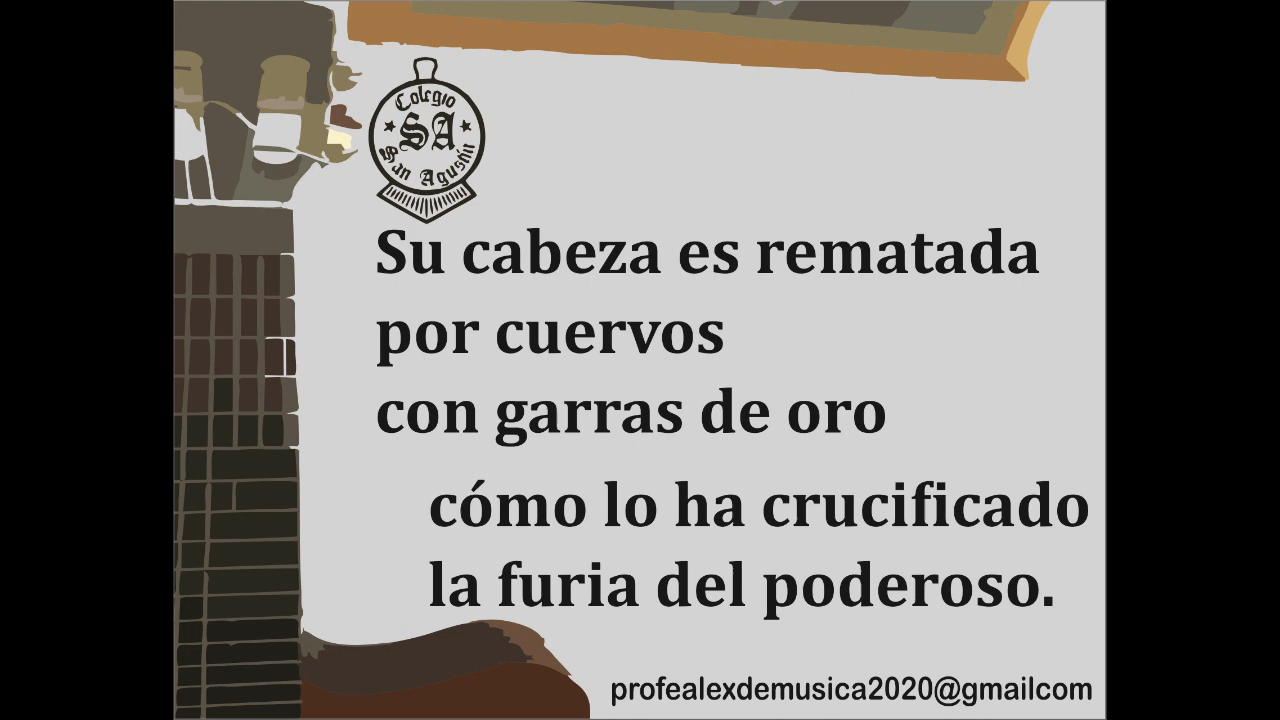 Colegio
SA
San Agustín
Su cabeza es rematada
por cuervos
con garras de oro
cómo lo ha crucificado
la furia del poderoso.
profealexdemusica2020@gmailcom